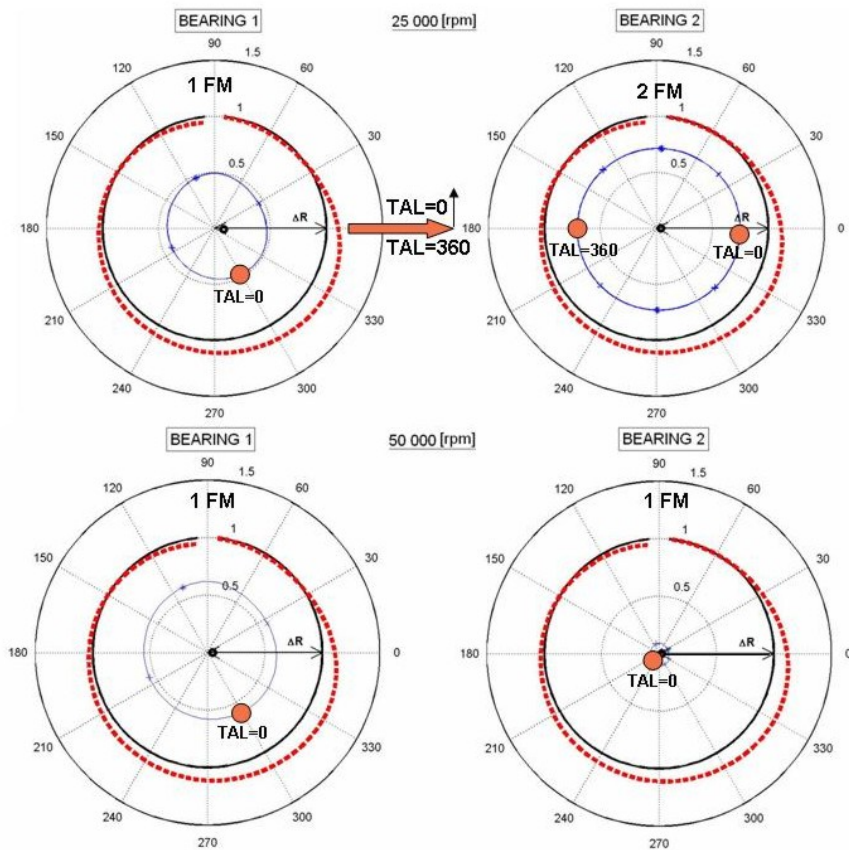 BEARING 1 25 000 [rpm] BEARING 2
90 1.5 90 1.5
120 60 120 60
1 FM 2 FM
1 1
150 30 150 30
0.5 0.5
TAL=0
180 ΔR ΔR 0
TAL=360 TAL=360 TAL=0
TAL=0
210 330 210 330
240 300 240 300
270 270
BEARING 1 50 000 [rpm] BEARING 2
90 1.5 90 1.5
120 60 120 60
1 FM 1 FM
1 1
150 30 150 30
0.5 0.5
180 ΔR 0 180 ΔR 0
TAL=0
TAL=0
210 330 210 330
240 300 240 300
270 270